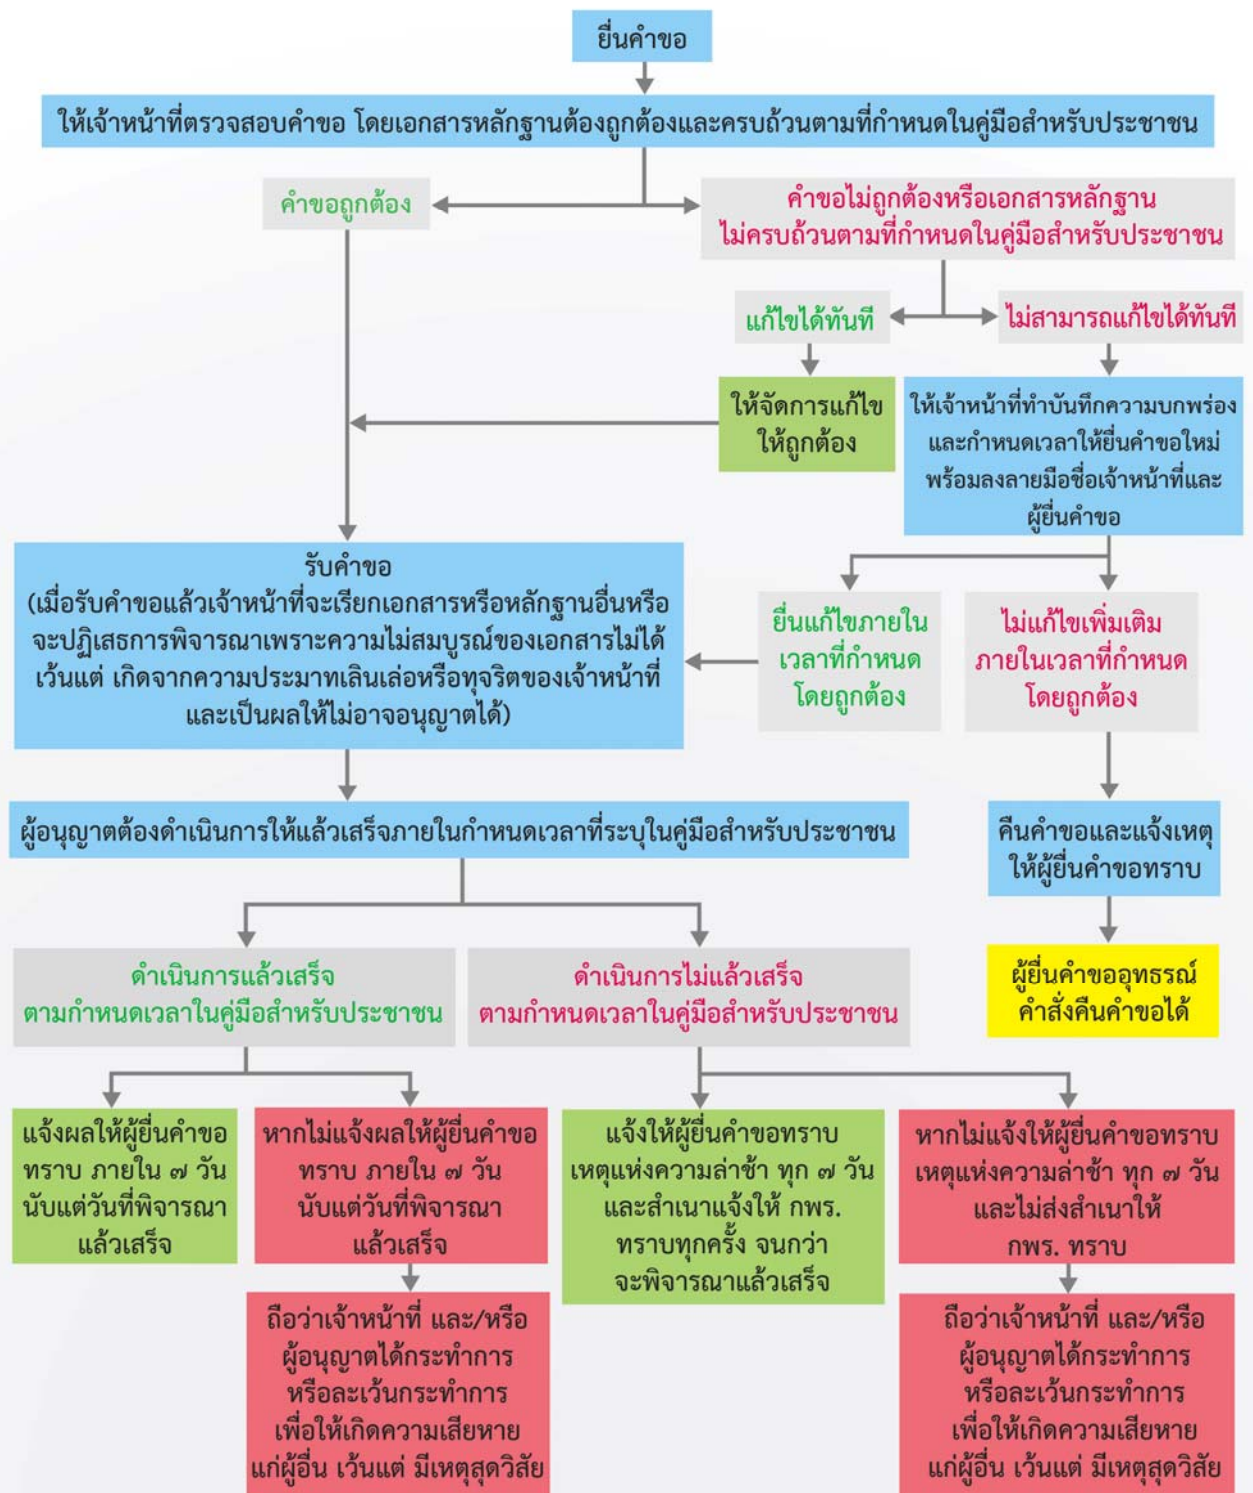 ยื่นคำขอ
ให้เจ้าหน้าที่ตรวจสอบคำขอ โดยเอกสารหลักฐานต้องถูกต้องและครบถ้วนตามที่กำหนดในคู่มือสำหรับประชาชน
คำขอถูกต้อง
คำขอไม่ถูกต้องหรือเอกสารหลักฐาน
ไม่ครบถ้วนตามที่กำหนดในคู่มือสำหรับประชาชน
แก้ไขได้ทันที
ไม่สามารถแก้ไขได้ทันที
ให้จัดการแก้ไข
ให้ถูกต้อง
ให้เจ้าหน้าที่ทำบันทึกความบกพร่อง
และกำหนดเวลาให้ยื่นคำขอใหม่
พร้อมลงลายมือชื่อเจ้าหน้าที่และ
ผู้ยื่นคำขอ
รับคำขอ
(เมื่อรับคำขอแล้วเจ้าหน้าที่จะเรียกเอกสารหรือหลักฐานอื่นหรือ
จะปฏิเสธการพิจารณาเพราะความไม่สมบูรณ์ของเอกสารไม่ได้
เว้นแต่ เกิดจากความประมาทเลินเล่อหรือทุจริตของเจ้าหน้าที่
และเป็นผลให้ไม่อาจอนุญาตได้)
ยื่นแก้ไขภายใน
เวลาที่กำหนด
โดยถูกต้อง
ไม่แก้ไขเพิ่มเติม
ภายในเวลาที่กำหนด
โดยถูกต้อง
ผู้อนุญาตต้องดำเนินการให้แล้วเสร็จภายในกำหนดเวลาที่ระบุในคู่มือสำหรับประชาชน
คืนคำขอและแจ้งเหตุ
ให้ผู้ยื่นคำขอทราบ
ดำเนินการแล้วเสร็จ
ตามกำหนดเวลาในคู่มือสำหรับประชาชน
ดำเนินการไม่แล้วเสร็จ
ตามกำหนดเวลาในคู่มือสำหรับประชาชน
ผู้ยื่นคำขออุทธรณ์
คำสั่งคืนคำขอได้
แจ้งผลให้ผู้ยื่นคำขอ
ทราบ ภายใน ๗ วัน
นับแต่วันที่พิจารณา
แล้วเสร็จ
หากไม่แจ้งผลให้ผู้ยื่นคำขอ
ทราบ ภายใน ๗ วัน
นับแต่วันที่พิจารณา
แล้วเสร็จ
แจ้งให้ผู้ยื่นคำขอทราบ
เหตุแห่งความล่าช้า ทุก ๗ วัน
และสำเนาแจ้งให้ กพร.
ทราบทุกครั้ง จนกว่า
จะพิจารณาแล้วเสร็จ
หากไม่แจ้งให้ผู้ยื่นคำขอทราบ
เหตุแห่งความล่าช้า ทุก ๗ วัน
และไม่ส่งสำเนาให้
กพร. ทราบ
ถือว่าเจ้าหน้าที่ และ/หรือ
ผู้อนุญาตได้กระทำการ
หรือละเว้นกระทำการ
เพื่อให้เกิดความเสียหาย
แก่ผู้อื่น เว้นแต่ มีเหตุสุดวิสัย
ถือว่าเจ้าหน้าที่ และ/หรือ
ผู้อนุญาตได้กระทำการ
หรือละเว้นกระทำการ
เพื่อให้เกิดความเสียหาย
แก่ผู้อื่น เว้นแต่ มีเหตุสุดวิสัย